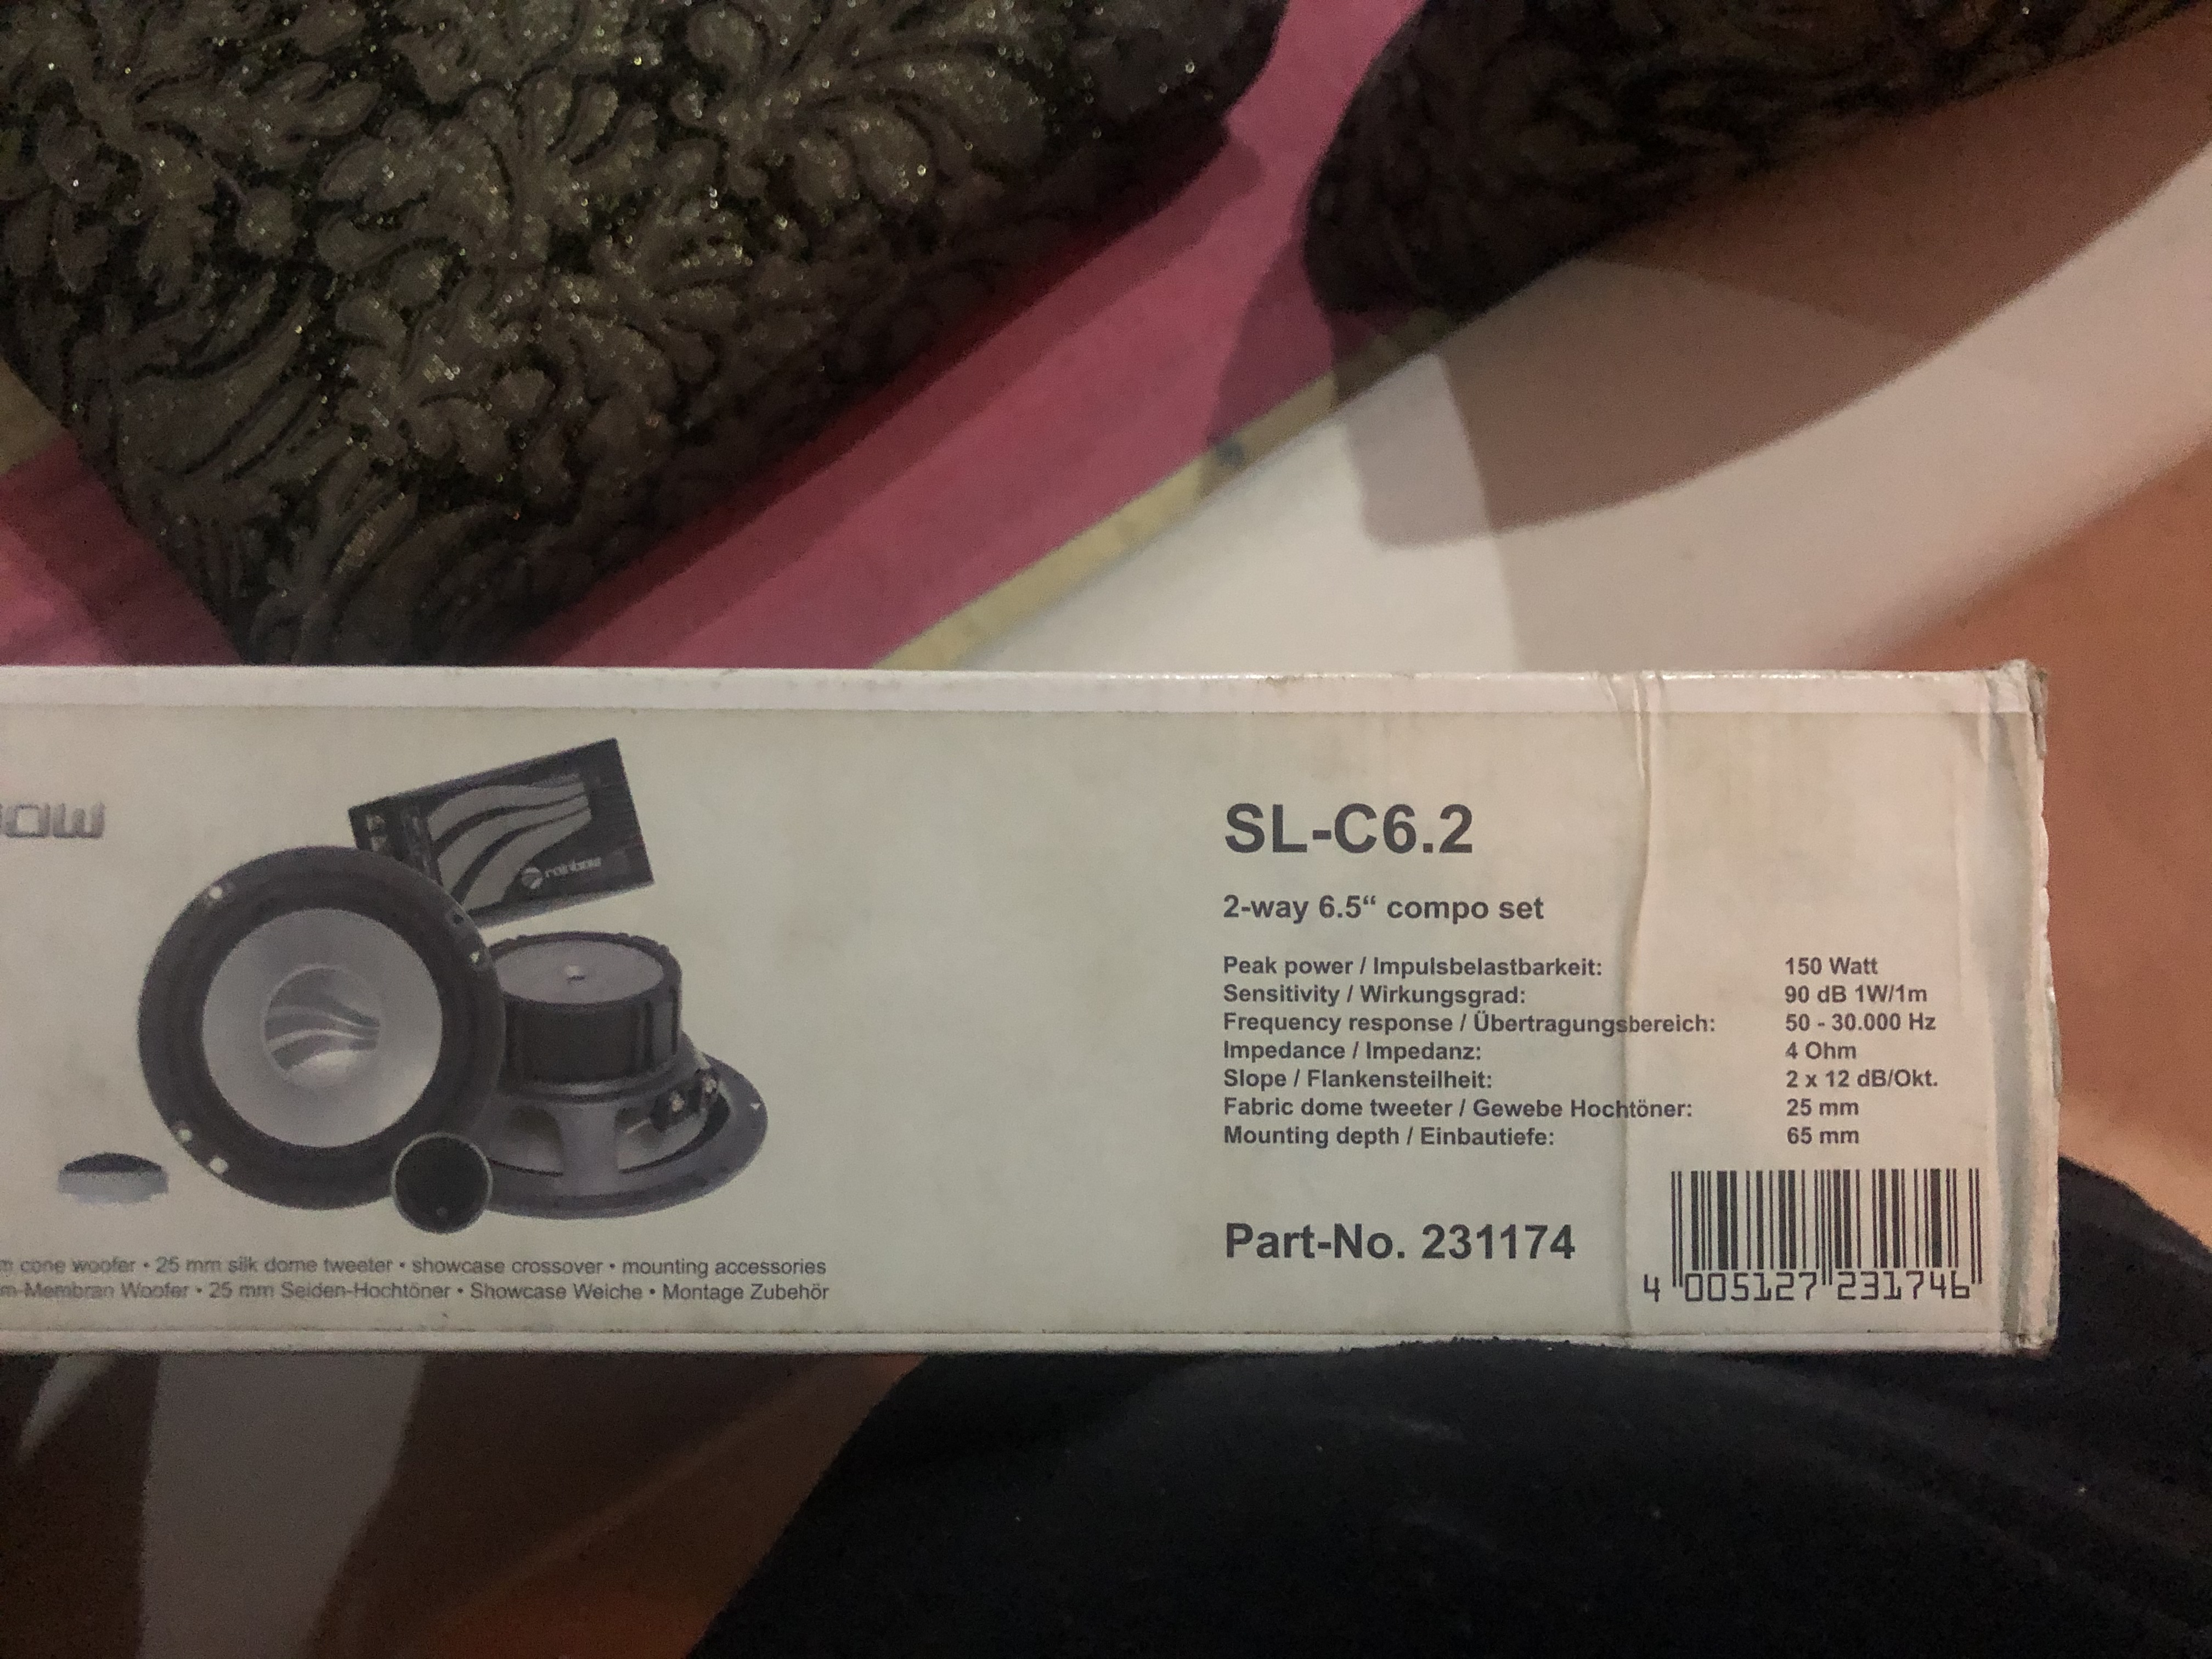 rainbow
SL-C6.2
2-way 6.5“ compo set
Peak power / Impulsbelastbarkeit: 150 Watt
Sensitivity / Wirkungsgrad: 90 dB 1W/1m
Frequency response / Übertragungsbereich: 50 - 30.000 Hz
Impedance / Impedanz: 4 Ohm
Slope / Flankensteilheit: 2 x 12 dB/Okt.
Fabric dome tweeter / Gewebe Hochtöner: 25 mm
Mounting depth / Einbautiefe: 65 mm
Part-No. 231174
4 005127 231746
cone woofer • 25 mm silk dome tweeter • showcase crossover • mounting accessories
Membran Woofer • 25 mm Seiden-Hochtöner • Showcase Weiche • Montage Zubehör